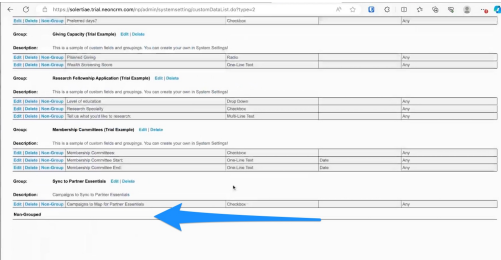 https://solertiae.trial.neoncrm.com/np/admin/systemsetting/customDataList.do?type=2
Edit | Delete | Non-Group Preferred days? Checkbox Any
Group: Giving Capacity (Trial Example) Edit | Delete
Description: This is a sample of custom fields and groupings. You can create your own in System Settings!
Edit | Delete | Non-Group Planned Giving Radio Any
Edit | Delete | Non-Group Wealth Screening Score One-Line Text Any
Group: Research Fellowship Application (Trial Example) Edit | Delete
Description: This is a sample of custom fields and groupings. You can create your own in System Settings!
Edit | Delete | Non-Group Level of education Drop Down Any
Edit | Delete | Non-Group Research Specialty Checkbox Any
Edit | Delete | Non-Group Tell us what you'd like to research. Multi-Line Text Any
Group: Membership Committees (Trial Example) Edit | Delete
Description: This is a sample of custom fields and groupings. You can create your own in System Settings!
Edit | Delete | Non-Group Membership Committees Checkbox Any
Edit | Delete | Non-Group Membership Committee Start One-Line Text Date Any
Edit | Delete | Non-Group Membership Committee End One-Line Text Date Any
Group: Sync to Partner Essentials Edit | Delete
Description: Campaigns to Sync to Partner Essentials
Edit | Delete | Non-Group Campaigns to Map for Partner Essentials Checkbox Any
Non-Grouped